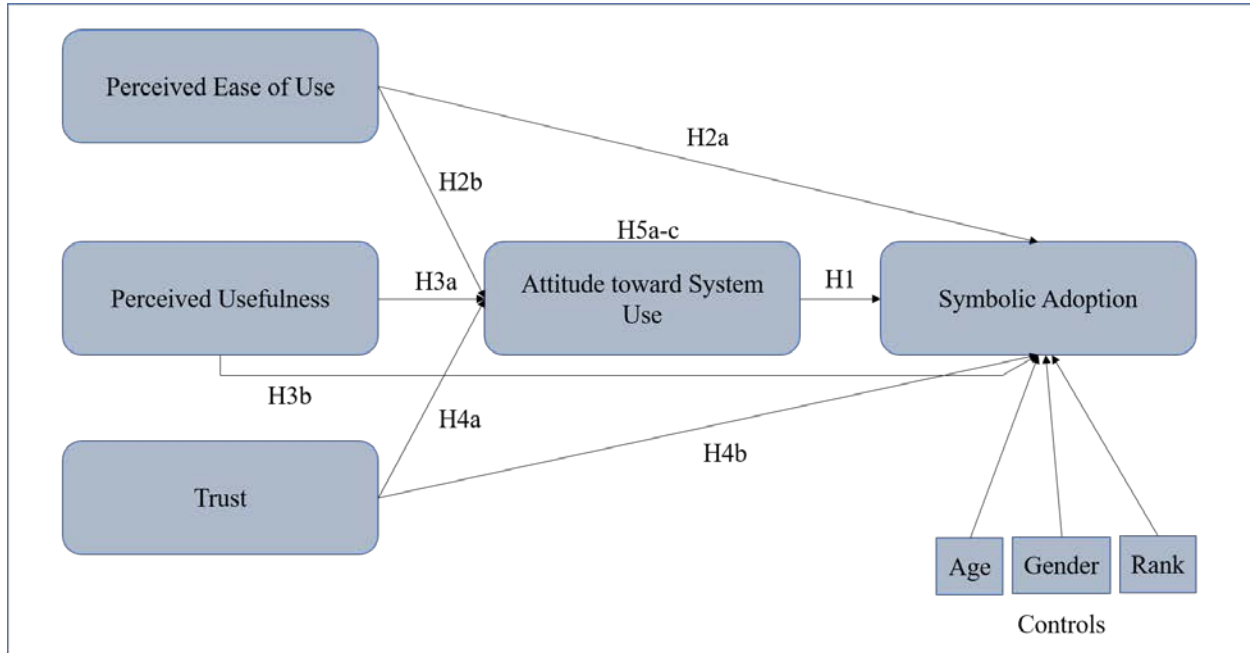 Perceived Ease of Use
H2a
H2b
H5a-c
Perceived Usefulness
H3a
Attitude toward System
Use
H1
Symbolic Adoption
H3b
H4a
H4b
Trust
Age
Gender
Rank
Controls